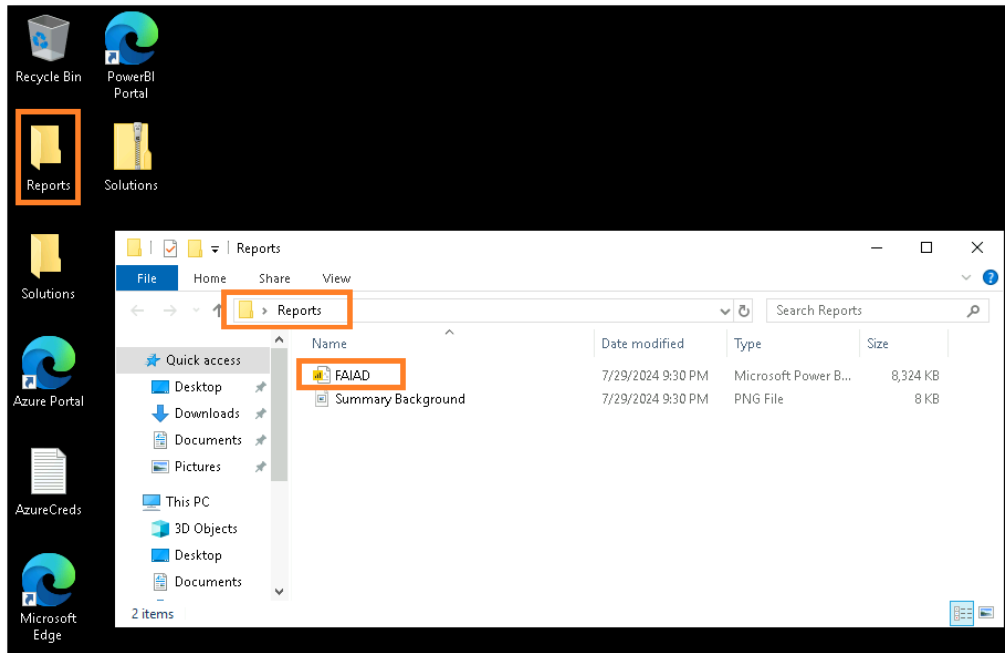 Recycle Bin
PowerBI
Portal
Reports
Solutions
Solutions
Azure Portal
AzureCreds
Microsoft
Edge
Reports
File Home Share View
Reports
Search Reports
Name Date modified Type Size
FAIAD 7/29/2024 9:30 PM Microsoft Power B... 8,324 KB
Summary Background 7/29/2024 9:30 PM PNG File 8 KB
Quick access
Desktop
Downloads
Documents
Pictures
This PC
3D Objects
Desktop
Documents
2 items